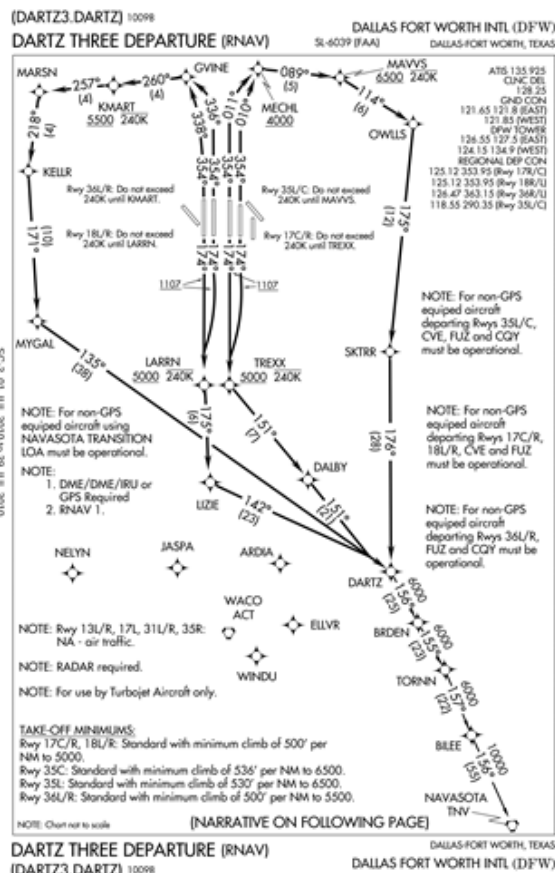 (DARTZ3.DARTZ) 10098
DARTZ THREE DEPARTURE (RNAV)
SL-6039 (FAA)
DALLAS FORT WORTH INTL (DFW)
DALLAS-FORT WORTH, TEXAS
ATIS 135.925
CLNC DEL
128.25
GND CON
121.65 121.8 (EAST)
121.85 (WEST)
DFW TOWER
126.55 127.5 (EAST)
124.15 134.9 (WEST)
REGIONAL DEP CON
125.12 353.95 (Rwy 17R/C)
125.12 353.95 (Rwy 18R/L)
126.47 363.15 (Rwy 36R/L)
118.55 290.35 (Rwy 35L/C)
MARSN
257°
(4)
KMART
5500 240K
260°
(4)
GVINE
336°
338°
011°
010°
MECHL
4000
089°
(5)
MAVVS
6500 240K
114°
(6)
OWLLS
218°
(4)
KELLR
354°
354°
354°
354°
Rwy 36L/R: Do not exceed
240K until KMART.
Rwy 35L/C: Do not exceed
240K until MAVVS.
Rwy 18L/R: Do not exceed
240K until LARRN.
Rwy 17C/R: Do not exceed
240K until TREXX.
174°
174°
174°
174°
1107
1107
171°
(10)
175°
(12)
MYGAL
135°
(38)
LARRN
5000 240K
TREXX
5000 240K
SKTRR
NOTE: For non-GPS
equiped aircraft
departing Rwys 35L/C,
CVE, FUZ and CQY
must be operational.
175°
(6)
151°
(7)
176°
(28)
NOTE: For non-GPS
equiped aircraft using
NAVASOTA TRANSITION
LOA must be operational.
NOTE:
1. DME/DME/IRU or
GPS Required
2. RNAV 1.
NOTE: For non-GPS
equiped aircraft
departing Rwys 17C/R,
18L/R, CVE and FUZ
must be operational.
DALBY
151°
(21)
LIZIE
142°
(23)
NOTE: For non-GPS
equiped aircraft
departing Rwys 36L/R,
FUZ and CQY must be
operational.
NELYN
JASPA
ARDIA
DARTZ
WACO
ACT
ELLVR
WINDU
6000
156°
(25)
BRDEN
6000
155°
(23)
TORNN
6000
157°
(22)
BILEE
10000
156°
(55)
NAVASOTA
TNV
NOTE: Rwy 13L/R, 17L, 31L/R, 35R:
NA - air traffic.
NOTE: RADAR required.
NOTE: For use by Turbojet Aircraft only.
TAKE-OFF MINIMUMS:
Rwy 17C/R, 18L/R: Standard with minimum climb of 500' per
NM to 5000.
Rwy 35C: Standard with minimum climb of 536' per NM to 6500.
Rwy 35L: Standard with minimum climb of 530' per NM to 6500.
Rwy 36L/R: Standard with minimum climb of 500' per NM to 5500.
NOTE: Chart not to scale
(NARRATIVE ON FOLLOWING PAGE)
DARTZ THREE DEPARTURE (RNAV)
(DARTZ3.DARTZ) 10098
DALLAS-FORT WORTH, TEXAS
DALLAS FORT WORTH INTL (DFW)